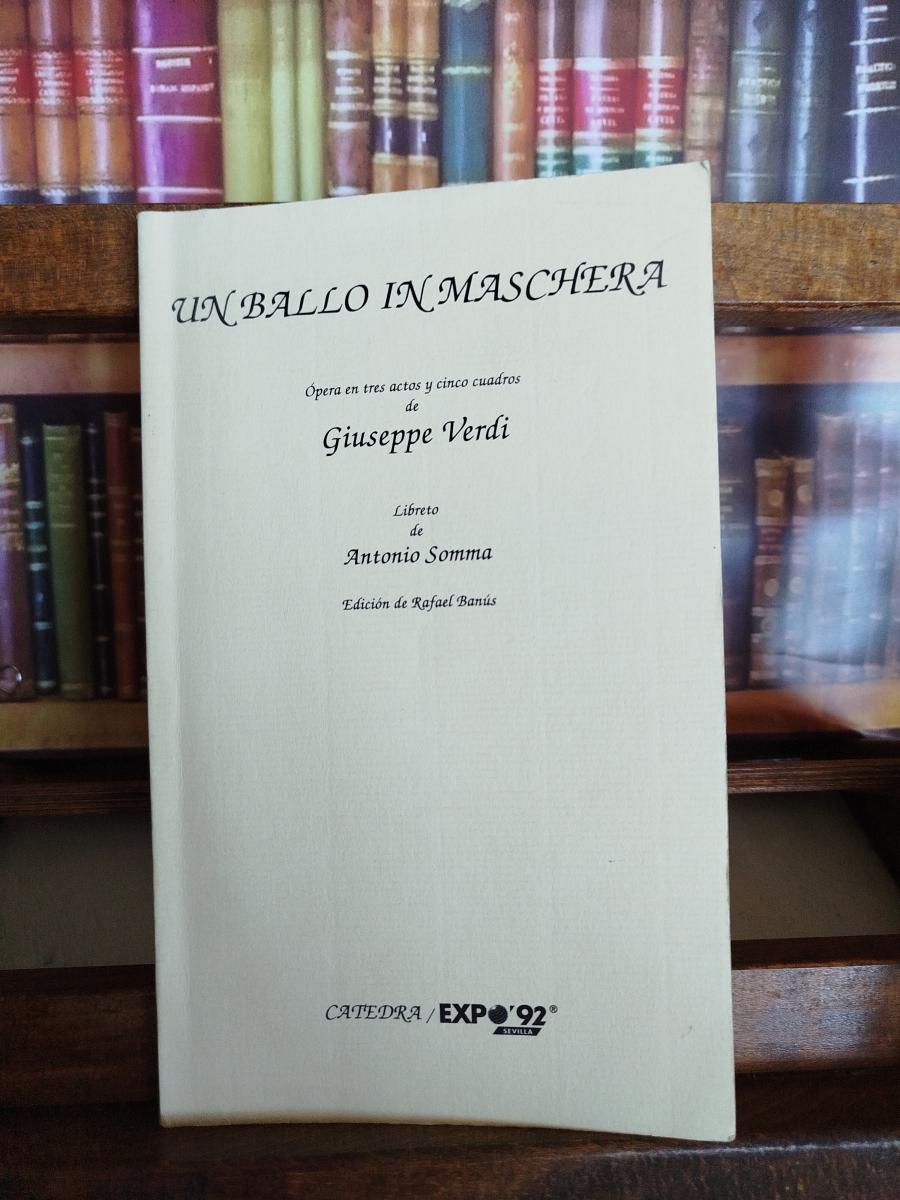 UN BALLO IN MASCHERA
Ópera en tres actos y cinco cuadros
de
Giuseppe Verdi
Libreto
de
Antonio Somma
Edición de Rafael Banús
CATEDRA / EXPO'92®
SEVILLA